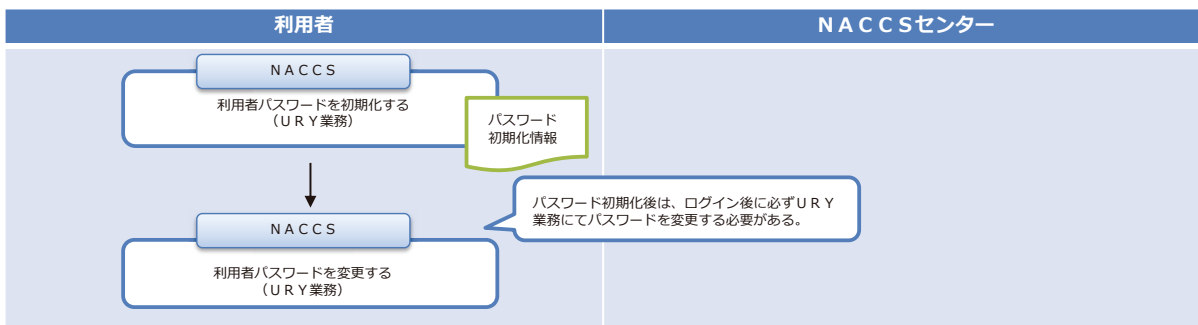 利用者
ＮＡＣＣＳセンター
ＮＡＣＣＳ
利用者パスワードを初期化する
（ＵＲＹ業務）
パスワード
初期化情報
パスワード初期化後は、ログイン後に必ずＵＲＹ
業務にてパスワードを変更する必要がある。
ＮＡＣＣＳ
利用者パスワードを変更する
（ＵＲＹ業務）